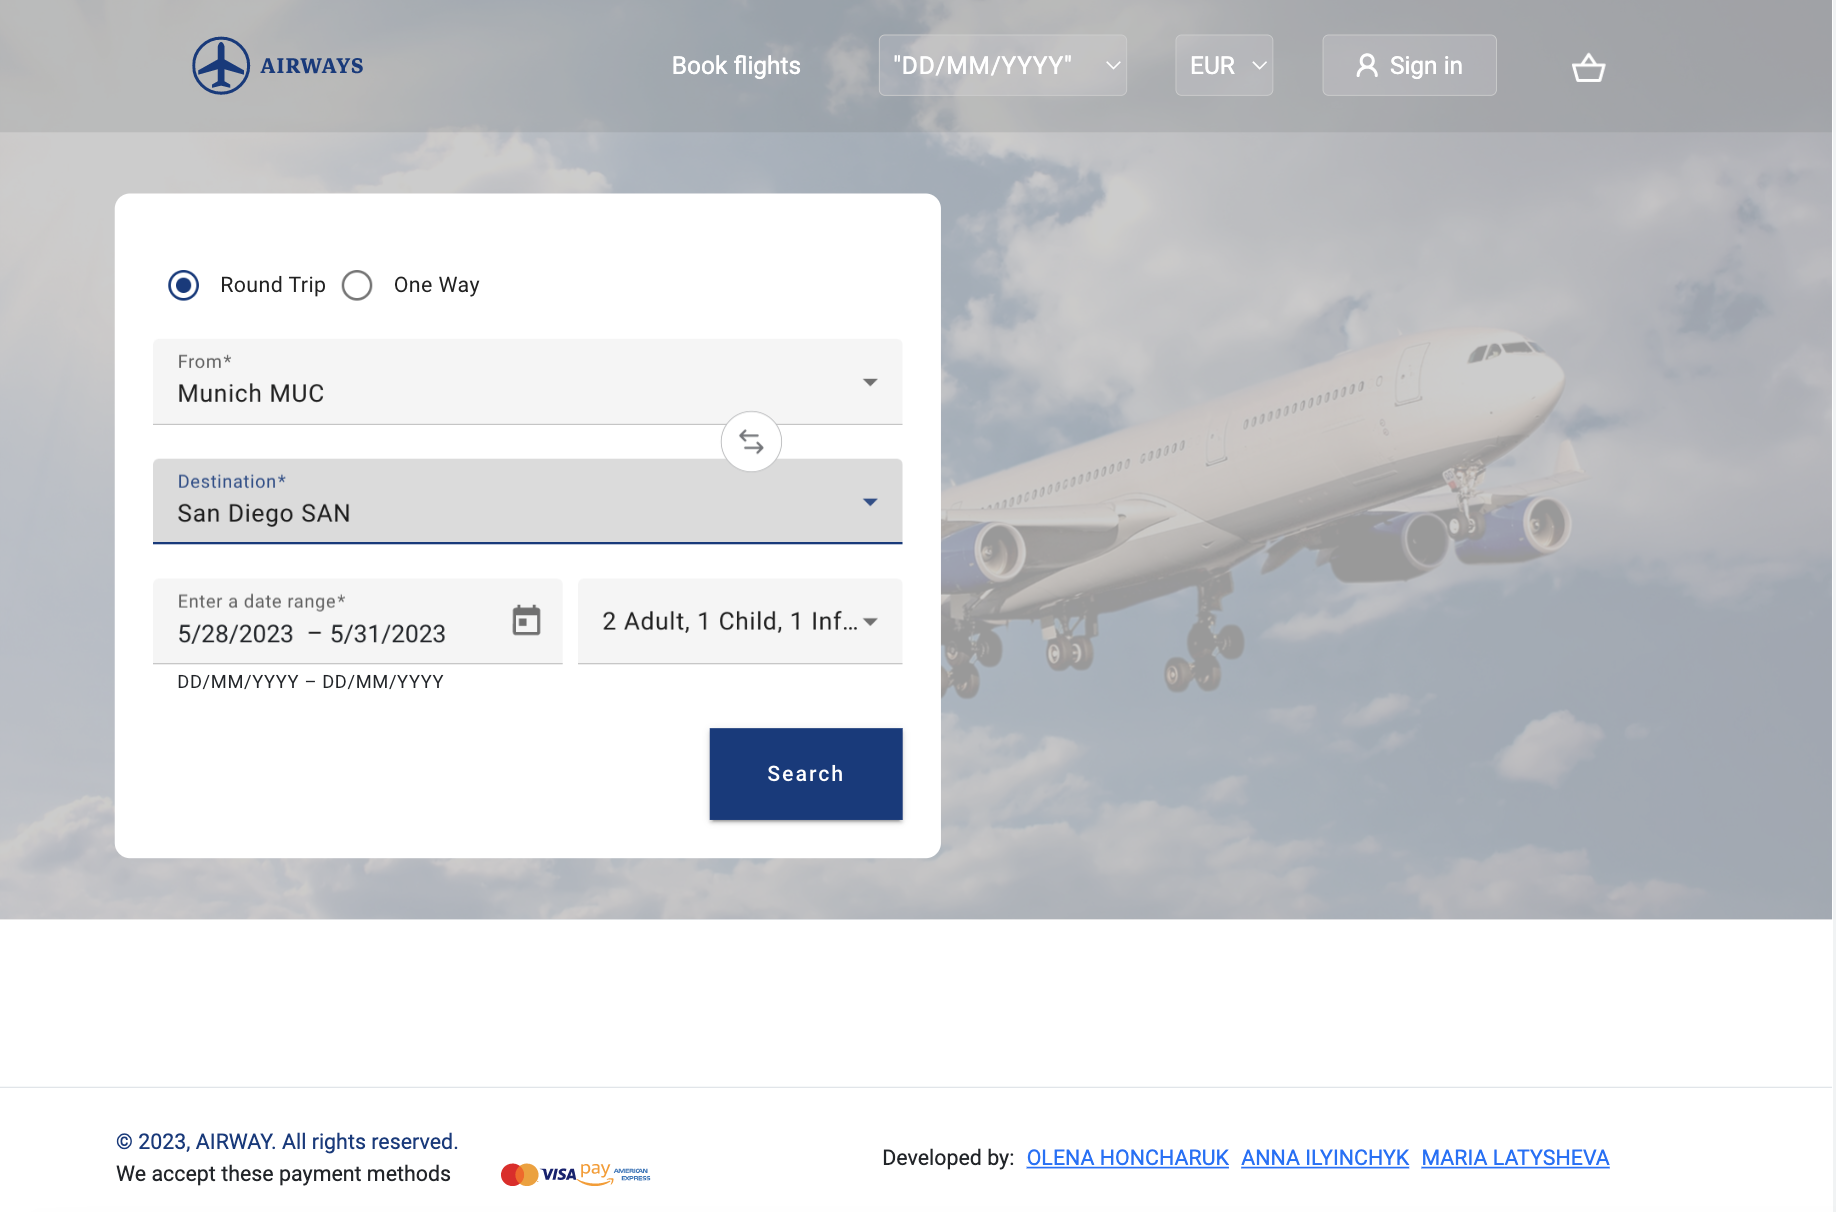 AIRWAYS
Book flights
"DD/MM/YYYY"
EUR
Sign in
Round Trip
One Way
From*
Munich MUC
Destination*
San Diego SAN
Enter a date range*
5/28/2023 – 5/31/2023
2 Adult, 1 Child, 1 Inf...
DD/MM/YYYY – DD/MM/YYYY
Search
© 2023, AIRWAY. All rights reserved.
We accept these payment methods
VISA
pay
AMERICAN
EXPRESS
Developed by: OLENA HONCHARUK ANNA ILYINCHYK MARIA LATYSHEVA